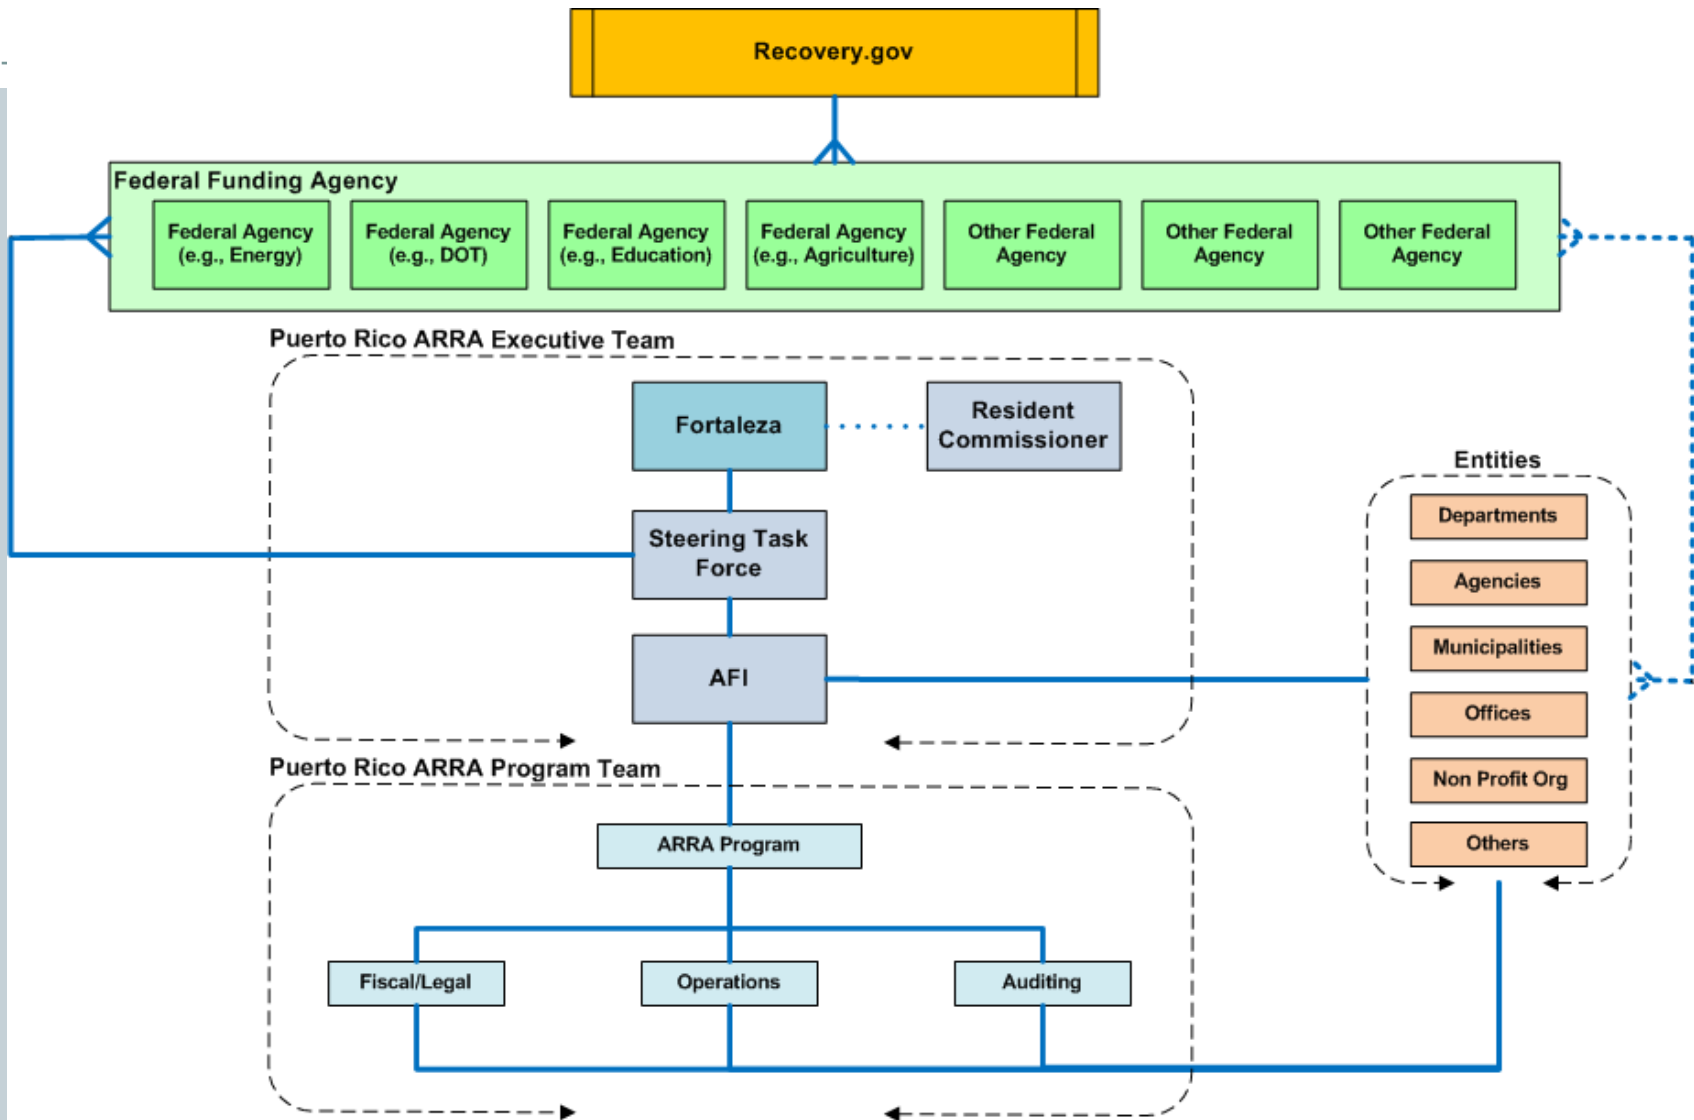 Recovery.gov
Federal Funding Agency
Federal Agency
(e.g., Energy)
Federal Agency
(e.g., DOT)
Federal Agency
(e.g., Education)
Federal Agency
(e.g., Agriculture)
Other Federal
Agency
Other Federal
Agency
Other Federal
Agency
Puerto Rico ARRA Executive Team
Fortaleza
Resident
Commissioner
Steering Task
Force
AFI
Entities
Departments
Agencies
Municipalities
Offices
Non Profit Org
Others
Puerto Rico ARRA Program Team
ARRA Program
Fiscal/Legal
Operations
Auditing